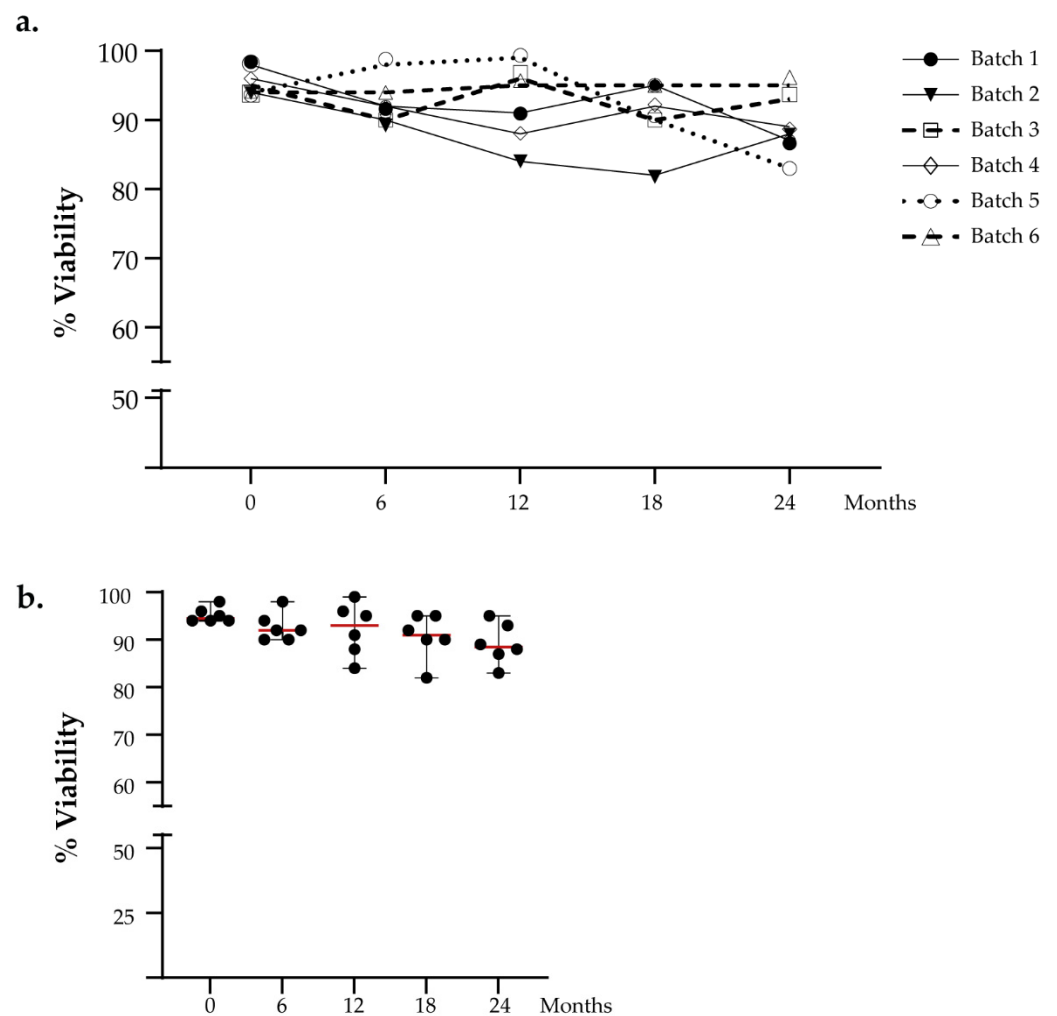 a.
100
90
80
70
60
50
% Viability
0 6 12 18 24 Months
Batch 1
Batch 2
Batch 3
Batch 4
Batch 5
Batch 6
b.
100
90
80
70
60
50
25
% Viability
0 6 12 18 24 Months